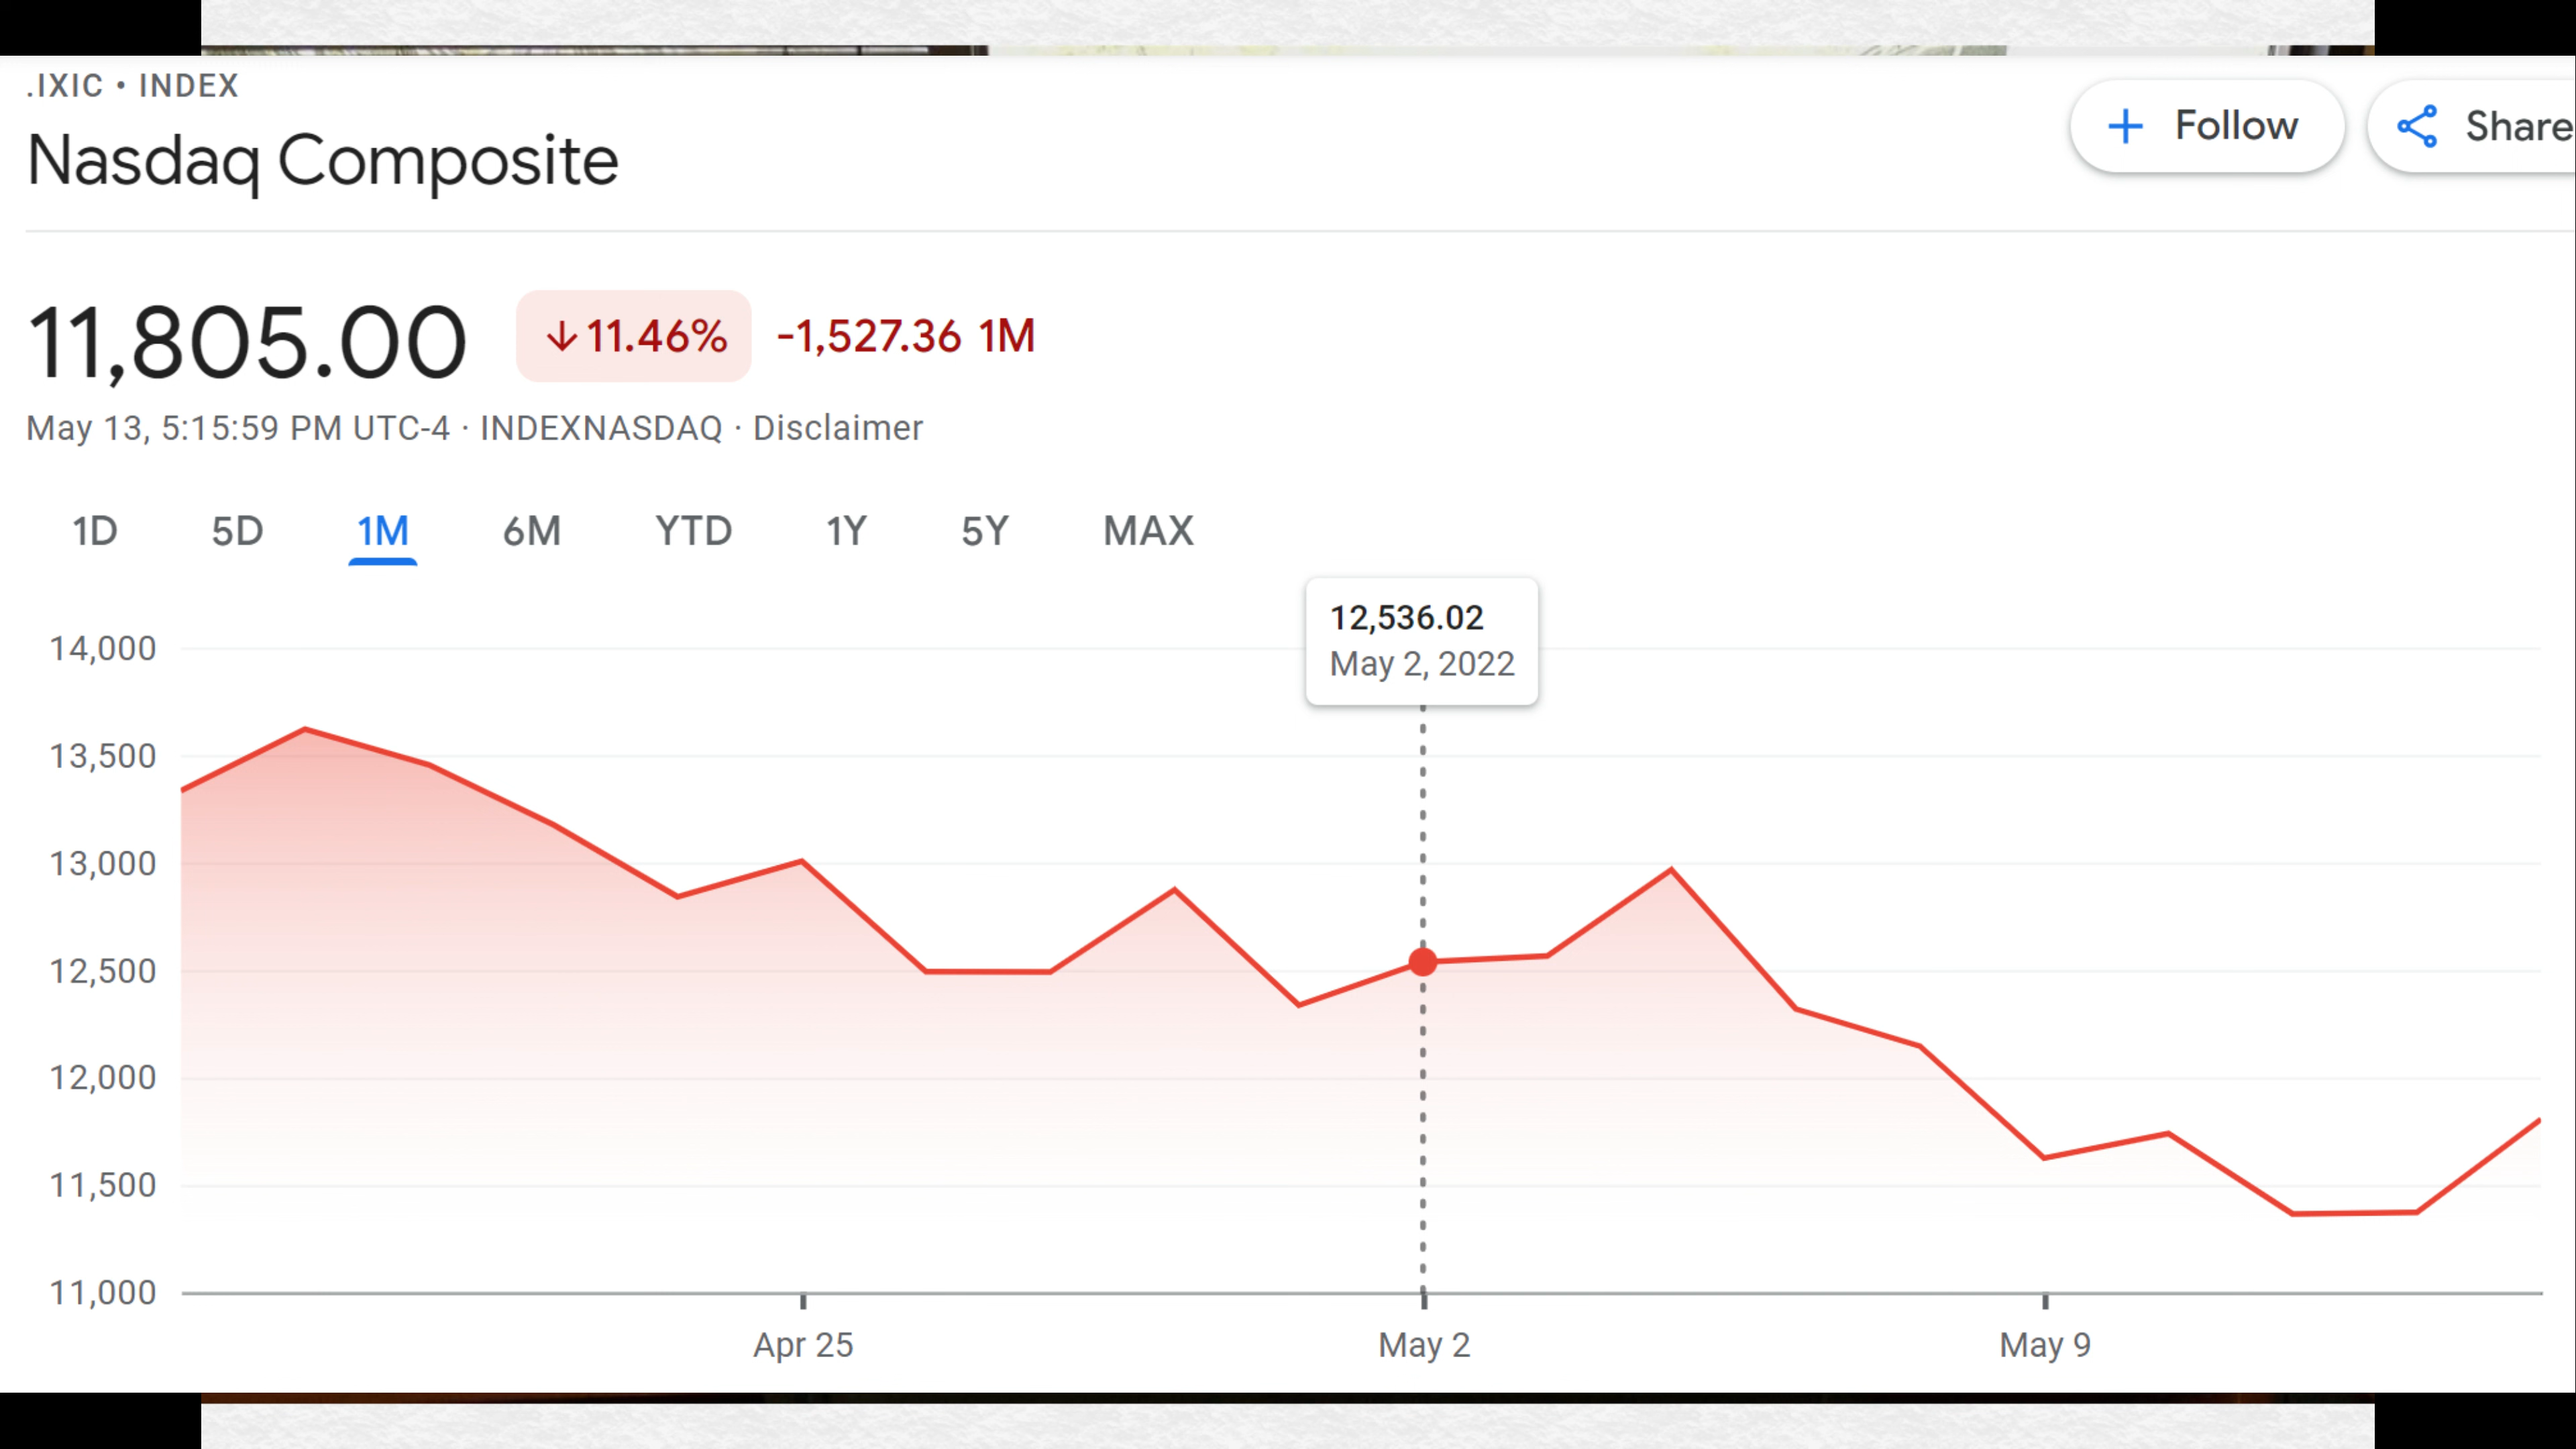 .IXIC • INDEX
Nasdaq Composite
Follow
Share
11,805.00 ↓11.46% -1,527.36 1M
May 13, 5:15:59 PM UTC-4 · INDEXNASDAQ · Disclaimer
1D 5D 1M 6M YTD 1Y 5Y MAX
12,536.02
May 2, 2022
14,000
13,500
13,000
12,500
12,000
11,500
11,000
Apr 25 May 2 May 9